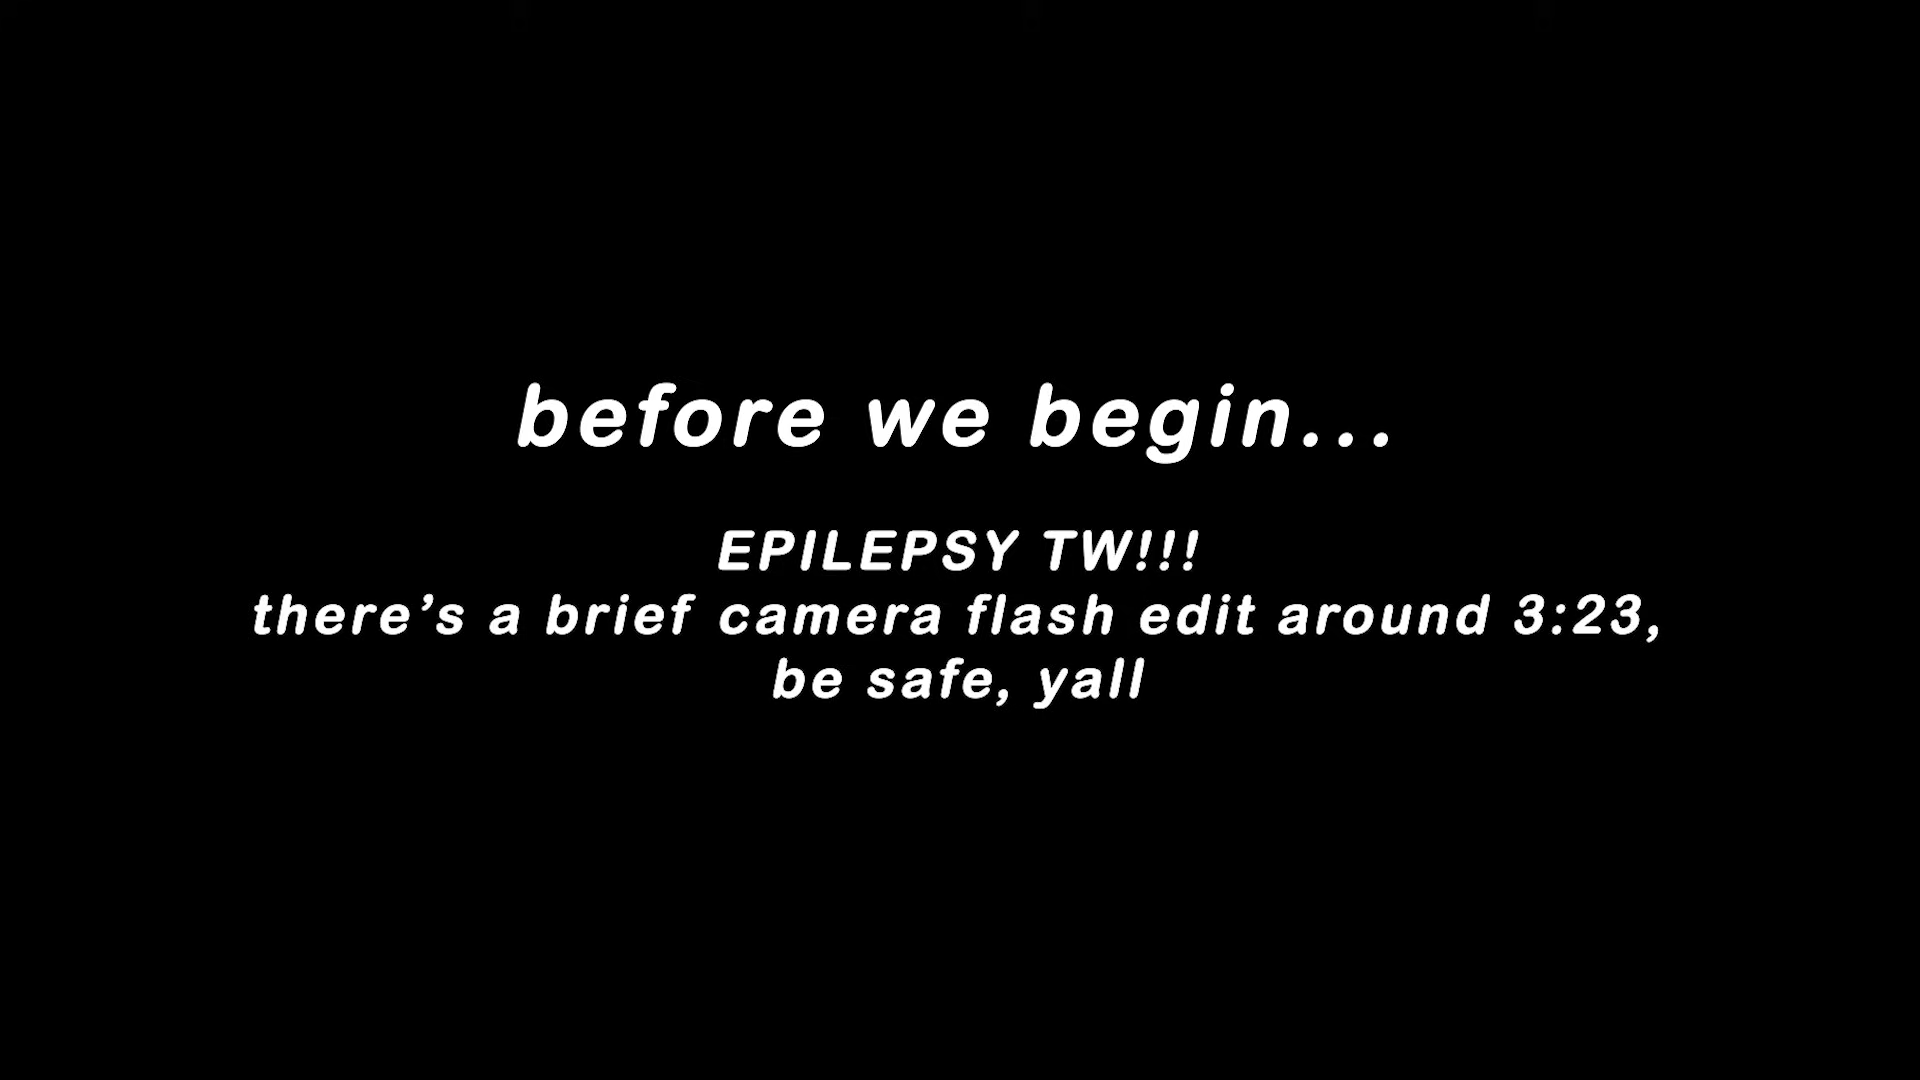 before we begin...
EPILEPSY TW!!!
there’s a brief camera flash edit around 3:23,
be safe, yall